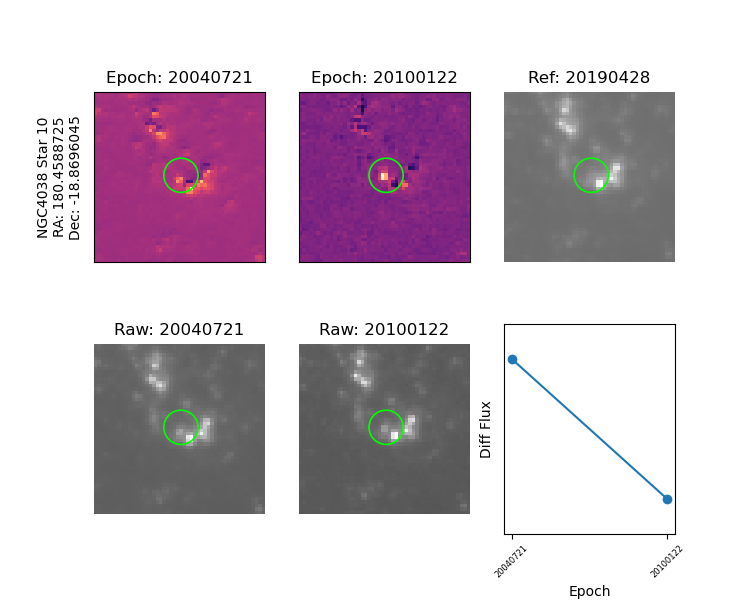 Epoch: 20040721
Epoch: 20100122
Ref: 20190428
NGC4038 Star 10
RA: 180.4588725
Dec: -18.8696045
Raw: 20040721
Raw: 20100122
Diff Flux
20040721
20100122
Epoch